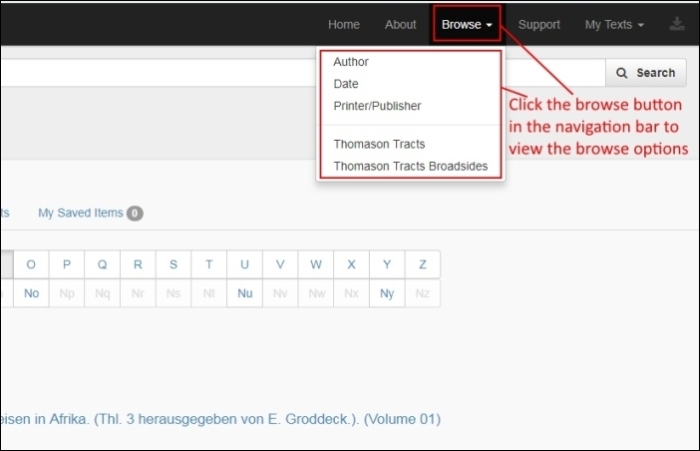 Home About Browse Support My Texts
Author
Date
Printer/Publisher
Thomason Tracts
Thomason Tracts Broadsides
Search
Click the browse button
in the navigation bar to
view the browse options
ts My Saved Items 0
O P Q R S T U V W X Y Z
No Np Nq Nr Ns Nt Nu Nv Nw Nx Ny Nz
eisen in Afrika. (Thl. 3 herausgegeben von E. Groddeck.). (Volume 01)